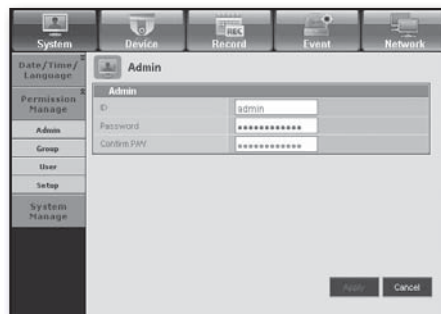 System
Device
REC
Record
Event
Network
Date/Time/
Language
Permission
Manage
Admin
Group
User
Setup
System
Manage
Admin
Admin
ID
admin
Password
●●●●●●●●●●●●
Confirm PW
●●●●●●●●●●●●
Apply
Cancel